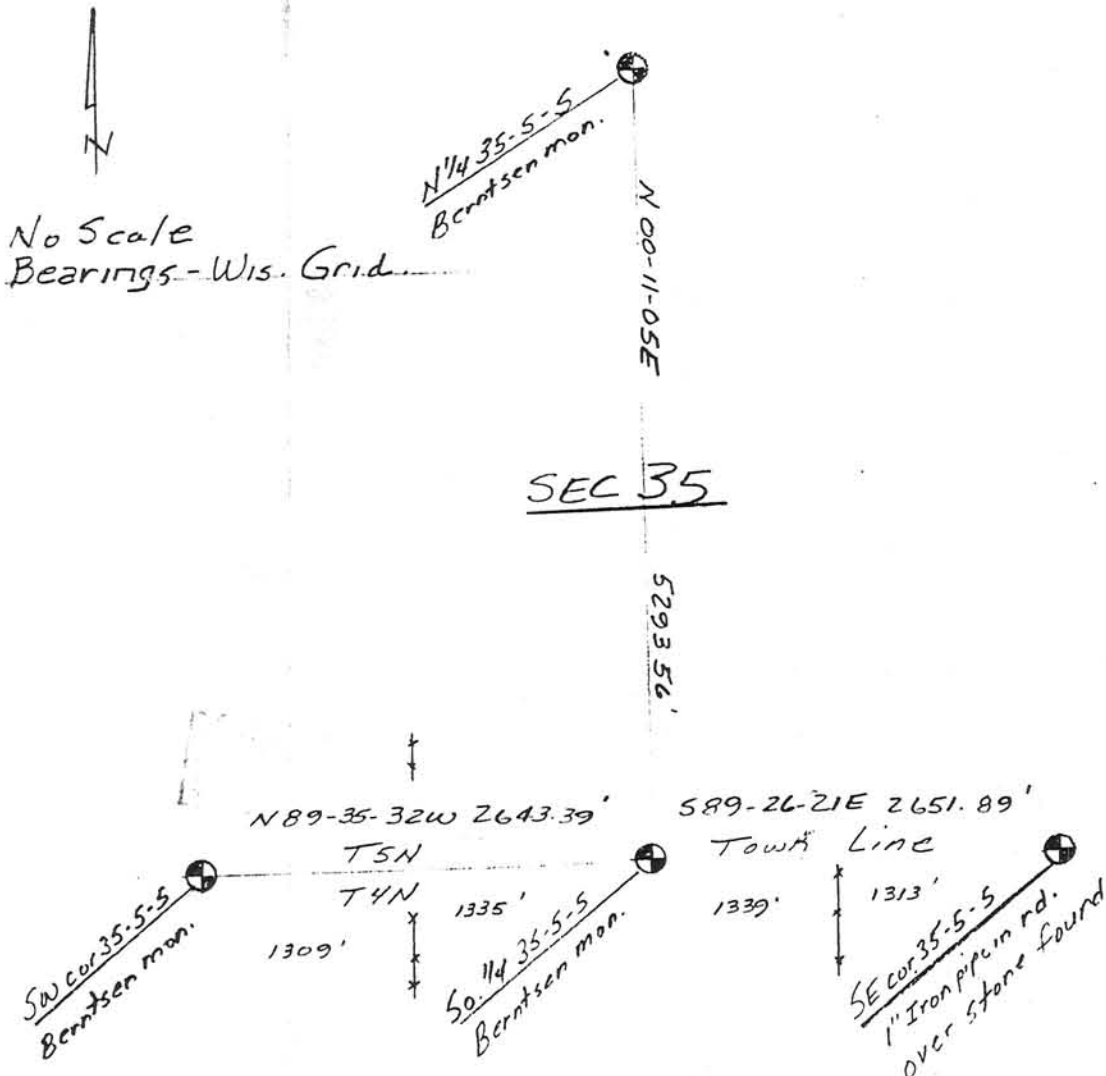 N
No Scale
Bearings-Wis. Grid
N 1/4 35-5-5
Berntsen mon.
N 00-11-05E
SEC 35
5293.56'
N 89-35-32W 2643.39'
S89-26-21E 2651.89'
T5N
Town Line
T4N
1309'
1335'
1339'
1313'
SW cor 35-5-5
Berntsen mon.
So. 1/4 35-5-5
Berntsen mon.
SE cor. 35-5-5
1" Iron pipe in rd.
over stone found